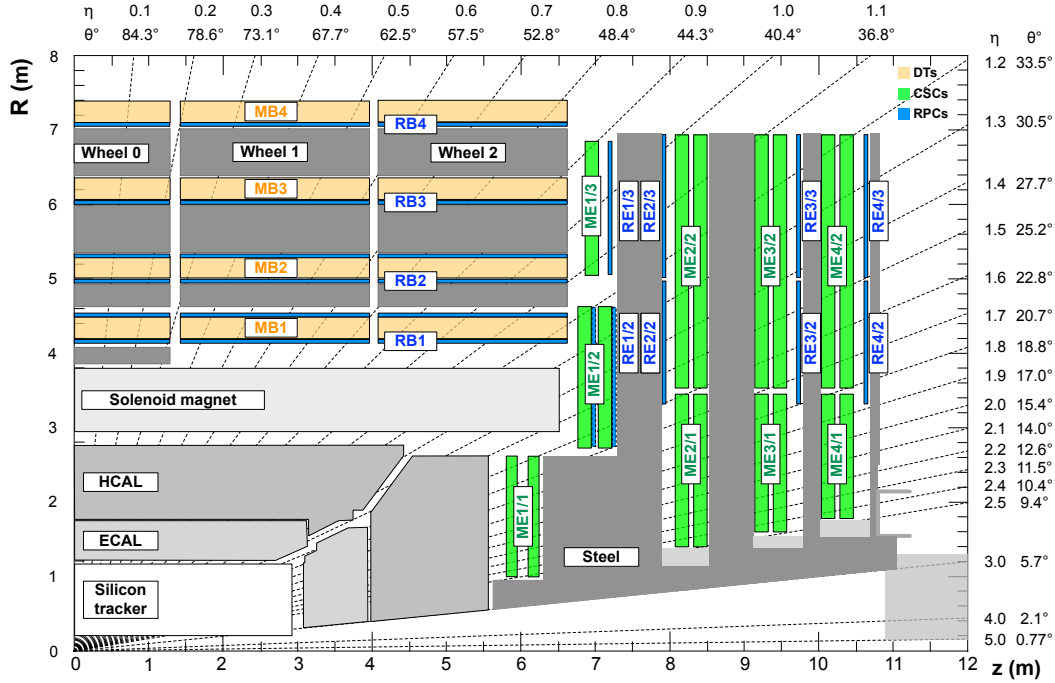 η 0.1 0.2 0.3 0.4 0.5 0.6 0.7 0.8 0.9 1.0 1.1
θ° 84.3° 78.6° 73.1° 67.7° 62.5° 57.5° 52.8° 48.4° 44.3° 40.4° 36.8° η θ°
R (m)
8
7
6
5
4
3
2
1
0
1.2 33.5°
1.3 30.5°
1.4 27.7°
1.5 25.2°
1.6 22.8°
1.7 20.7°
1.8 18.8°
1.9 17.0°
2.0 15.4°
2.1 14.0°
2.2 12.6°
2.3 11.5°
2.4 10.4°
2.5 9.4°
3.0 5.7°
4.0 2.1°
5.0 0.77°
DTs
CSCs
RPCs
MB4
RB4
Wheel 0
Wheel 1
Wheel 2
MB3
RB3
MB2
RB2
MB1
RB1
Solenoid magnet
HCAL
ECAL
Silicon
tracker
Steel
ME1/3
RE1/3
RE2/3
ME2/2
RE3/3
ME3/2
ME4/2
RE4/3
ME1/2
RE1/2
RE2/2
RE3/2
RE4/2
ME1/1
ME2/1
ME3/1
ME4/1
0 1 2 3 4 5 6 7 8 9 10 11 12
z (m)